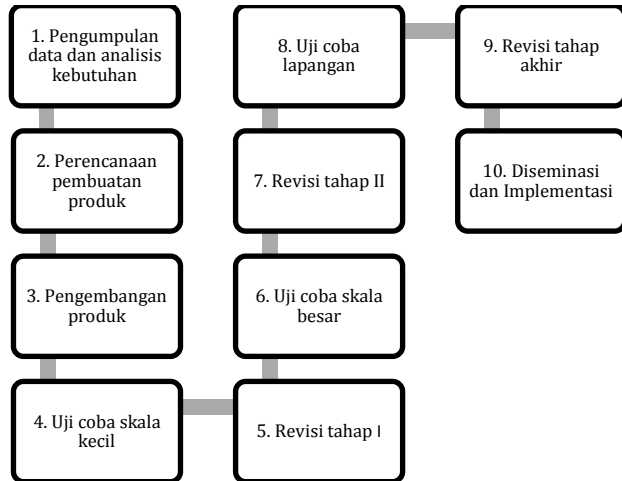 1. Pengumpulan
data dan analisis
kebutuhan
2. Perencanaan
pembuatan
produk
3. Pengembangan
produk
4. Uji coba skala
kecil
5. Revisi tahap I
6. Uji coba skala
besar
7. Revisi tahap II
8. Uji coba
lapangan
9. Revisi tahap
akhir
10. Diseminasi
dan Implementasi